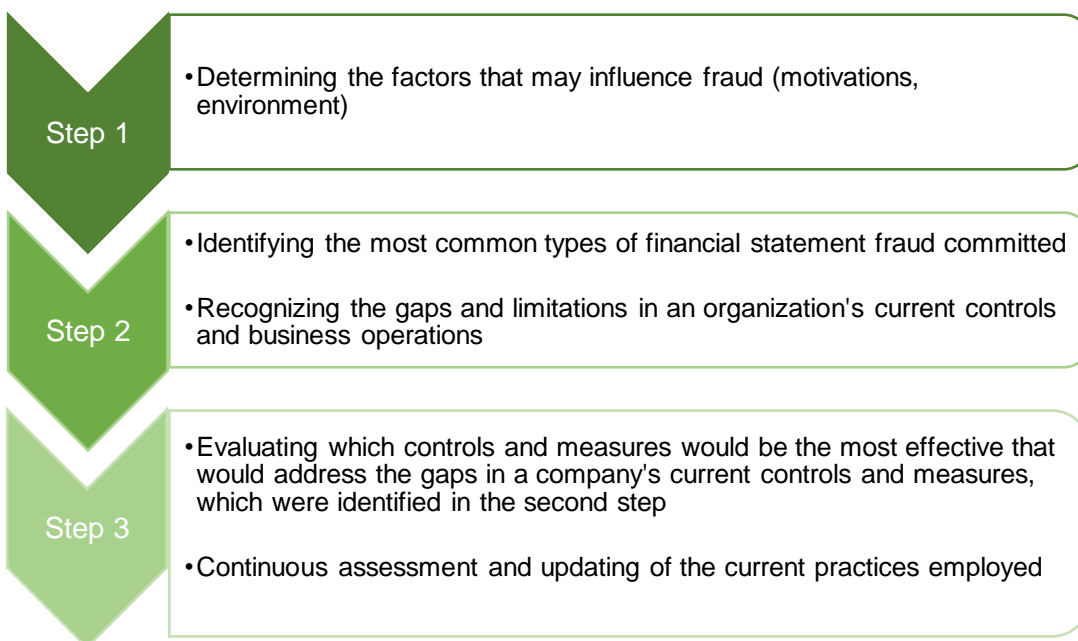 Step 1
•Determining the factors that may influence fraud (motivations,
environment)
Step 2
•Identifying the most common types of financial statement fraud committed
•Recognizing the gaps and limitations in an organization's current controls
and business operations
Step 3
•Evaluating which controls and measures would be the most effective that
would address the gaps in a company's current controls and measures,
which were identified in the second step
•Continuous assessment and updating of the current practices employed